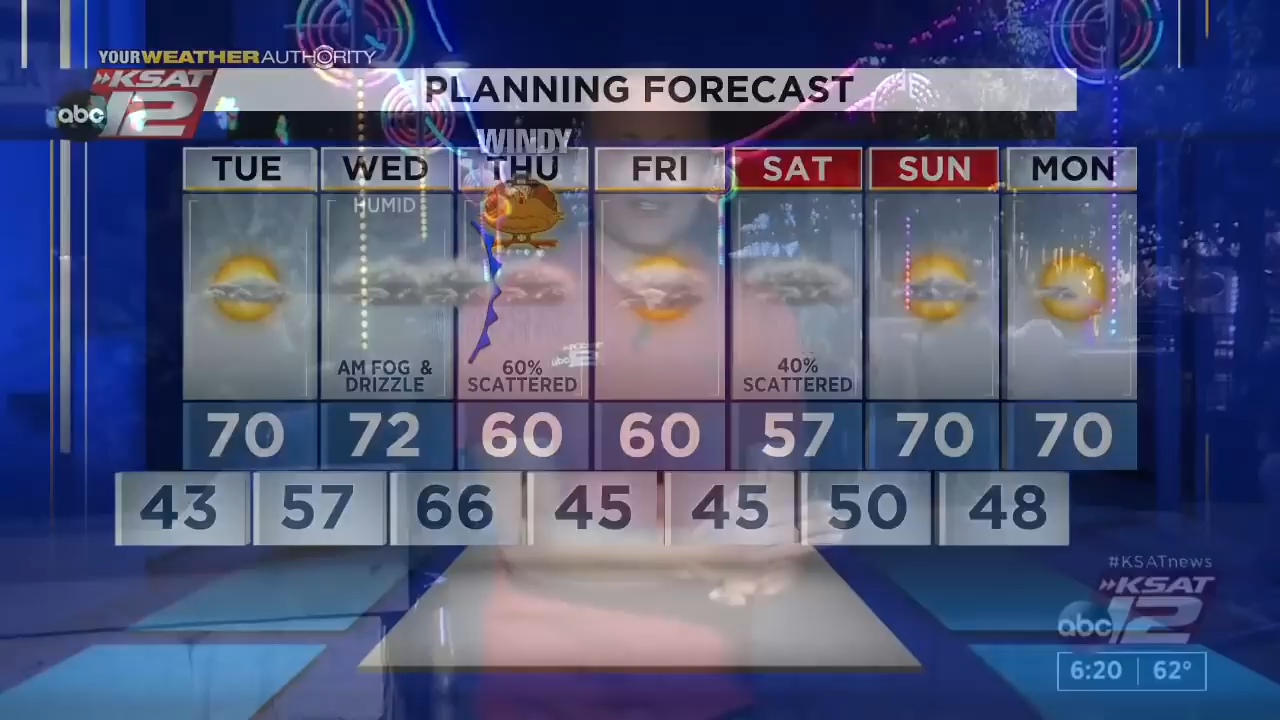 YOURWEATHERAUTHORITY
KSAT
abc 12
PLANNING FORECAST
WINDY
TUE WED THU FRI SAT SUN MON
HUMID
AM FOG & DRIZZLE
60% SCATTERED
40% SCATTERED
abc 12
70 72 60 60 57 70 70
43 57 66 45 45 50 48
#KSATnews
KSAT
abc 12
6:20 62°